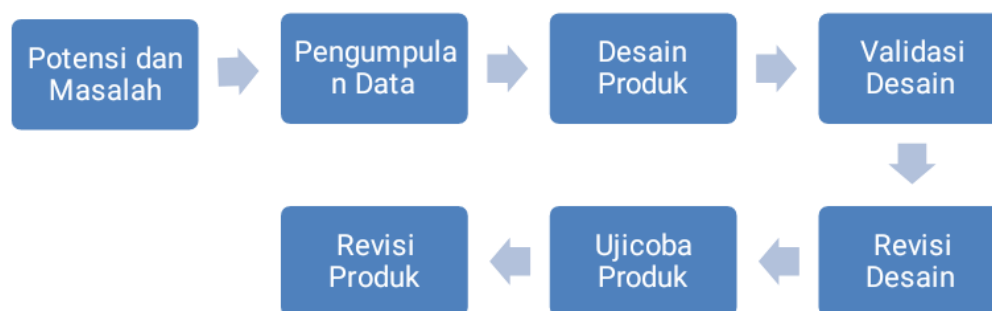 Potensi dan
Masalah
Pengumpula
n Data
Desain
Produk
Validasi
Desain
Revisi
Desain
Ujicoba
Produk
Revisi
Produk